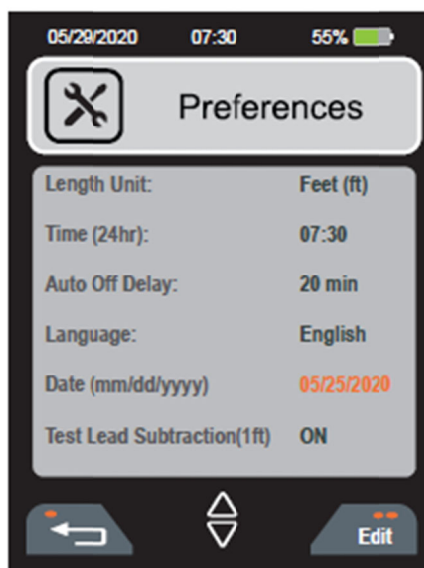 05/29/2020 07:30 55%
Preferences
Length Unit: Feet (ft)
Time (24hr): 07:30
Auto Off Delay: 20 min
Language: English
Date (mm/dd/yyyy) 05/25/2020
Test Lead Subtraction(1ft) ON
Edit